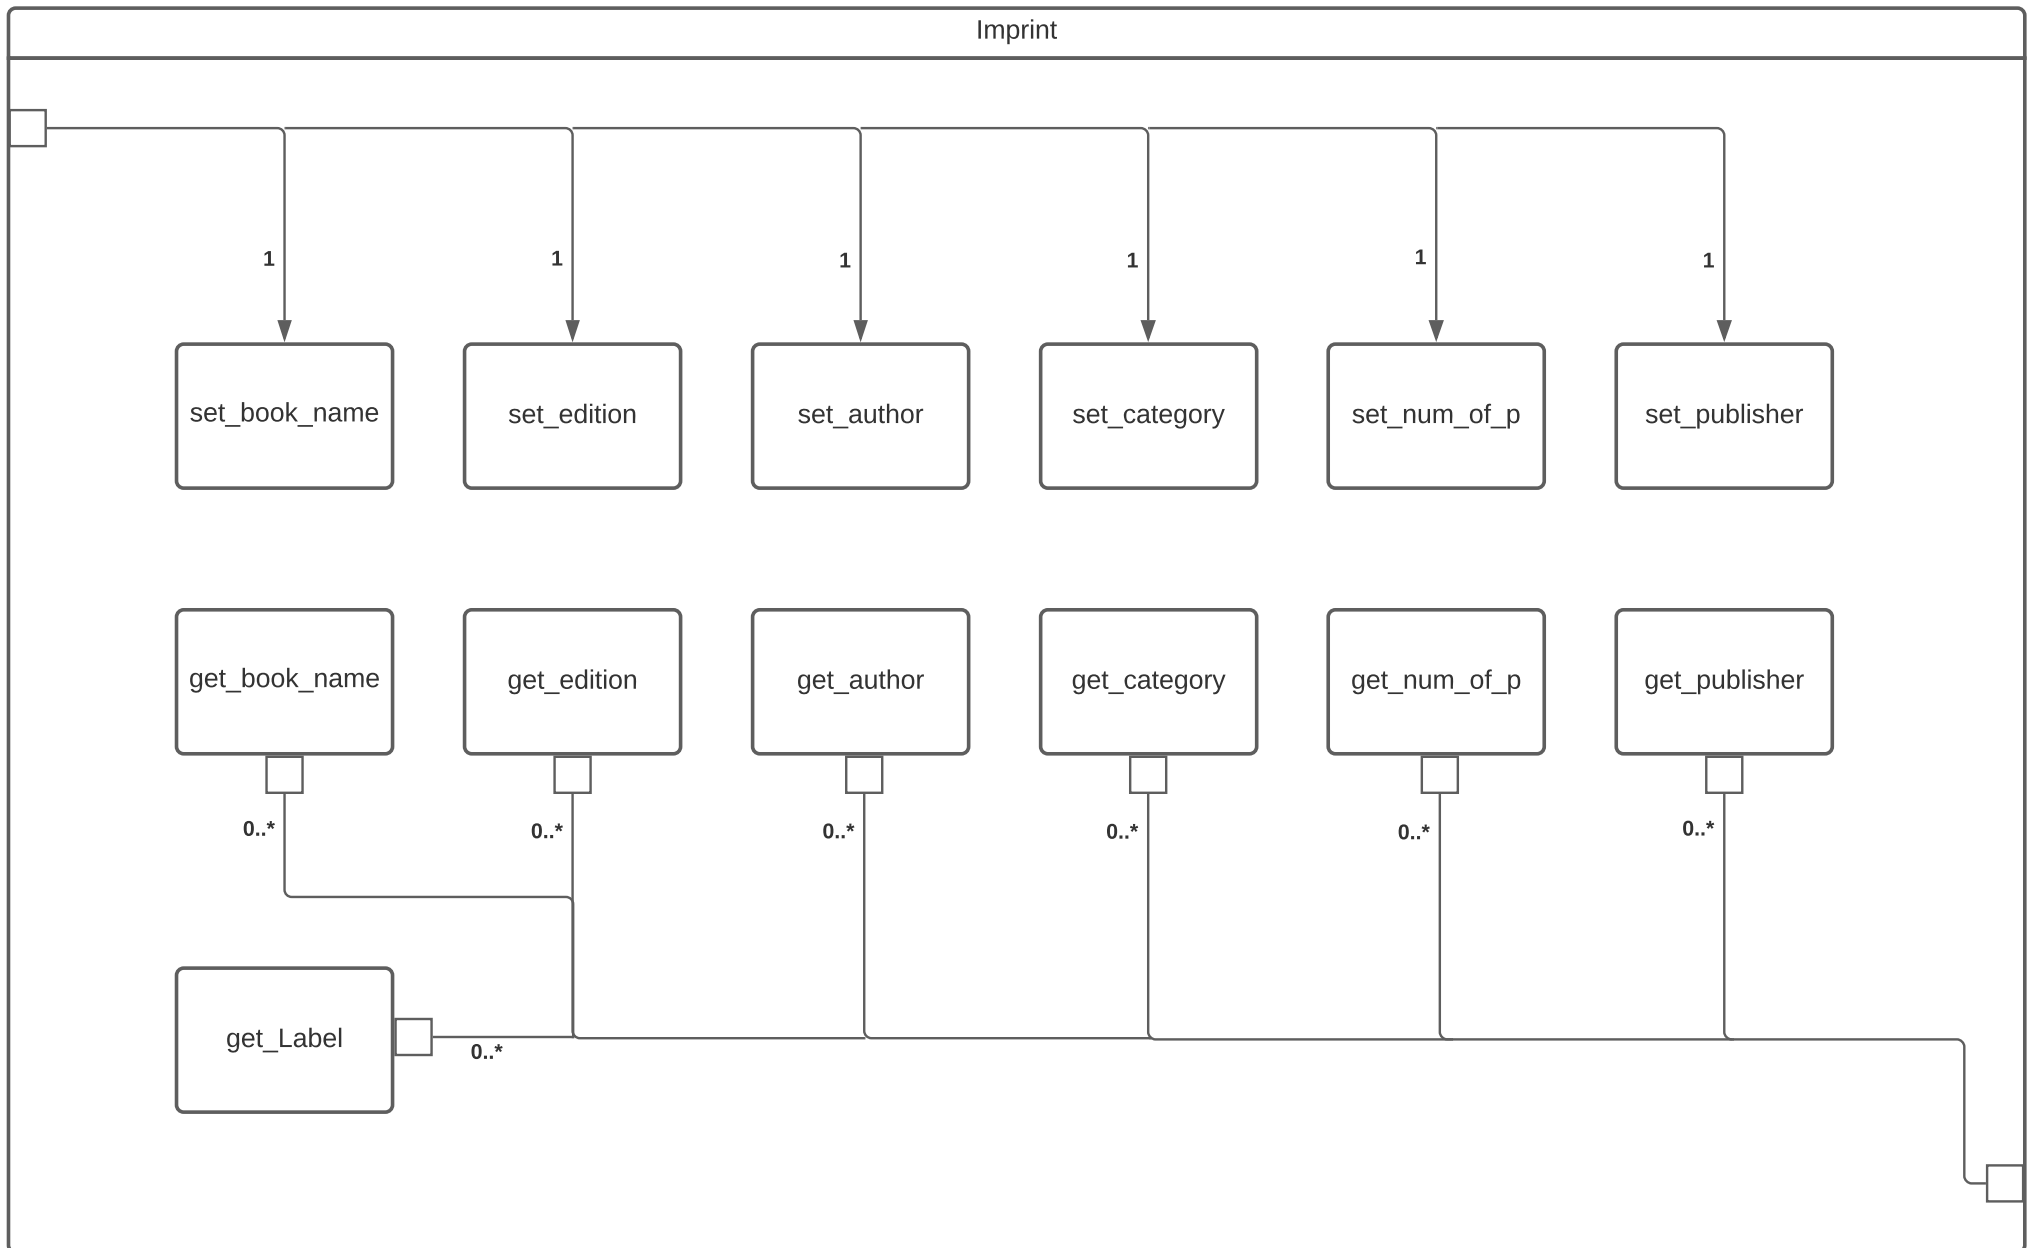 Imprint
1
1
1
1
1
1
set_book_name
set_edition
set_author
set_category
set_num_of_p
set_publisher
get_book_name
get_edition
get_author
get_category
get_num_of_p
get_publisher
0..*
0..*
0..*
0..*
0..*
0..*
get_Label
0..*